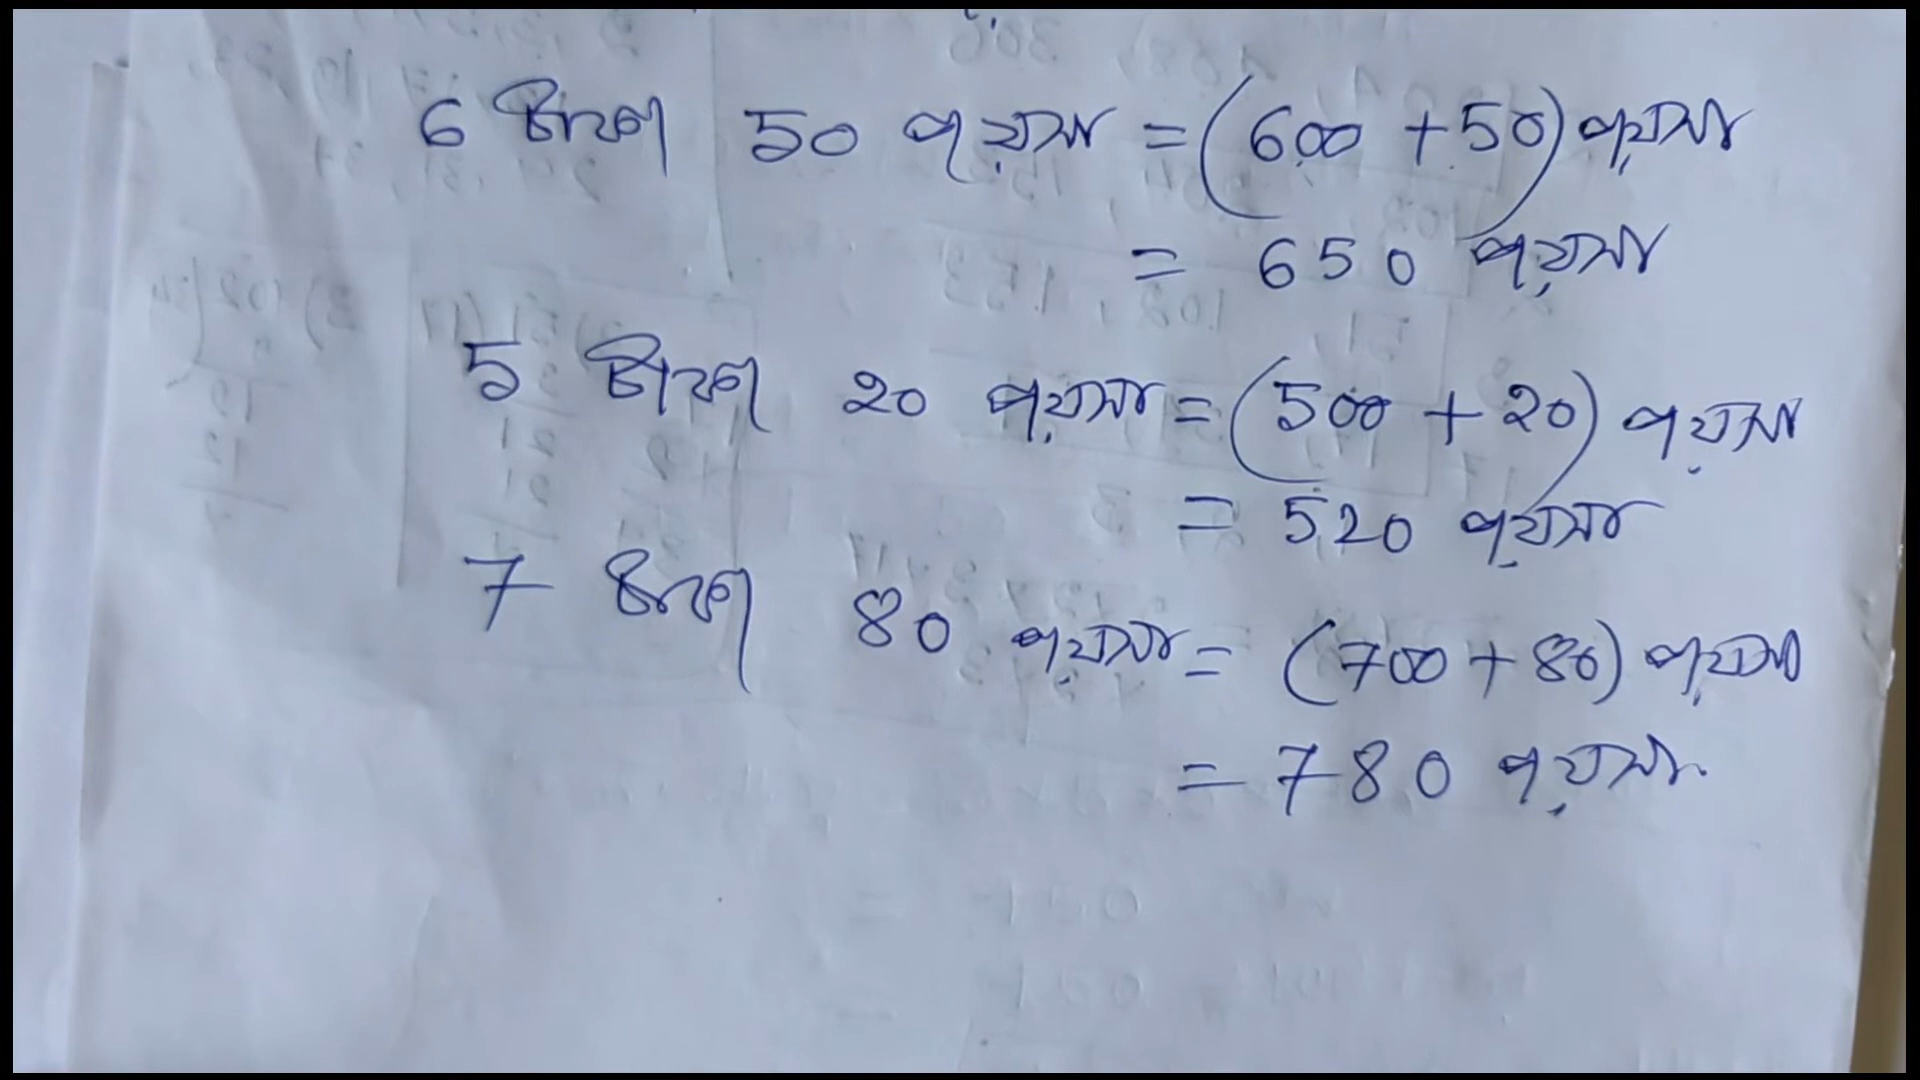 6 টাকা 50 পয়সা = (600 + 50) পয়সা
= 650 পয়সা
5 টাকা 20 পয়সা = (500 + 20) পয়সা
= 520 পয়সা
7 টাকা 80 পয়সা = (700 + 80) পয়সা
= 780 পয়সা